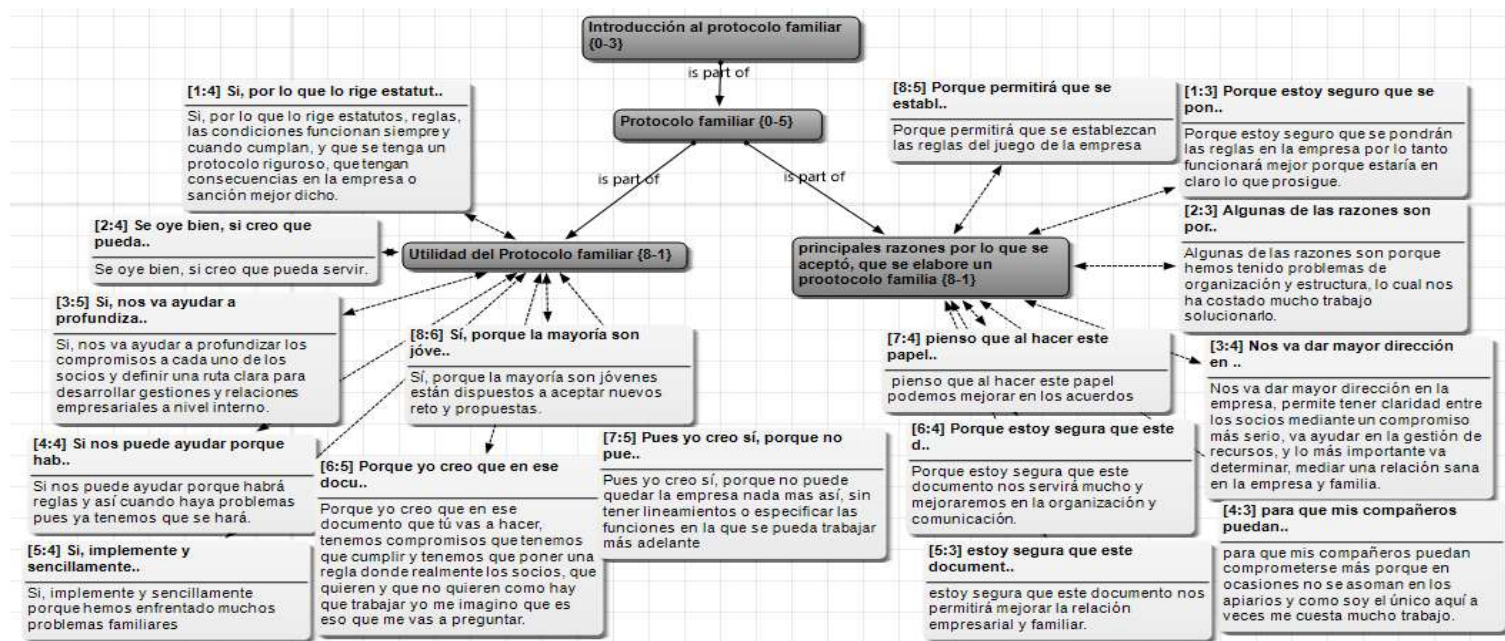 Introducción al protocolo familiar
{0-3}
is part of
Protocolo familiar {0-5}
is part of
is part of
[1:4] Si, por lo que lo rige estatut..
Si, por lo que lo rige estatutos, reglas,
las condiciones funcionan siempre y
cuando cumplan, y que se tenga un
protocolo riguroso, que tengan
consecuencias en la empresa o
sanción mejor dicho.
[2:4] Se oye bien, si creo que
pueda..
Se oye bien, si creo que pueda servir.
Utilidad del Protocolo familiar {8-1}
[3:5] Si, nos va ayudar a
profundiza..
Si, nos va ayudar a profundizar los
compromisos a cada uno de los
socios y definir una ruta clara para
desarrollar gestiones y relaciones
empresariales a nivel interno.
[8:6] Sí, porque la mayoría son
jóve..
Sí, porque la mayoría son jóvenes
están dispuestos a aceptar nuevos
reto y propuestas.
[4:4] Si nos puede ayudar porque
hab..
Si nos puede ayudar porque habrá
reglas y así cuando haya problemas
pues ya tenemos que se hará.
[5:4] Si, implemente y
sencillamente..
Si, implemente y sencillamente
porque hemos enfrentado muchos
problemas familiares
[6:5] Porque yo creo que en ese
docu..
Porque yo creo que en ese
documento que tú vas a hacer,
tenemos compromisos que tenemos
que cumplir y tenemos que poner una
regla donde realmente los socios, que
quieren y que no quieren como hay
que trabajar yo me imagino que es
eso que me vas a preguntar.
[7:5] Pues yo creo sí, porque no
pue..
Pues yo creo sí, porque no puede
quedar la empresa nada mas así, sin
tener lineamientos o especificar las
funciones en la que se pueda trabajar
más adelante
[8:5] Porque permitirá que se
establ..
Porque permitirá que se establezcan
las reglas del juego de la empresa
[1:3] Porque estoy seguro que se
pon..
Porque estoy seguro que se pondrán
las reglas en la empresa por lo tanto
funcionará mejor porque estaría en
claro lo que prosigue.
principales razones por lo que se
aceptó, que se elabore un
prootocolo familia {8-1}
[2:3] Algunas de las razones son
por..
Algunas de las razones son porque
hemos tenido problemas de
organización y estructura, lo cual nos
ha costado mucho trabajo
solucionarlo.
[7:4] pienso que al hacer este
papel..
pienso que al hacer este papel
podemos mejorar en los acuerdos
[3:4] Nos va dar mayor dirección
en ..
Nos va dar mayor dirección en la
empresa, permite tener claridad entre
los socios mediante un compromiso
más serio, va ayudar en la gestión de
recursos, y lo más importante va
determinar, mediar una relación sana
en la empresa y familia.
[6:4] Porque estoy segura que este
d..
Porque estoy segura que este
documento nos servirá mucho y
mejoraremos en la organización y
comunicación.
[5:3] estoy segura que este
document..
estoy segura que este documento nos
permitirá mejorar la relación
empresarial y familiar.
[4:3] para que mis compañeros
puedan..
para que mis compañeros puedan
comprometerse más porque en
ocasiones no se asoman en los
apiarios y como soy el único aquí a
veces me cuesta mucho trabajo.